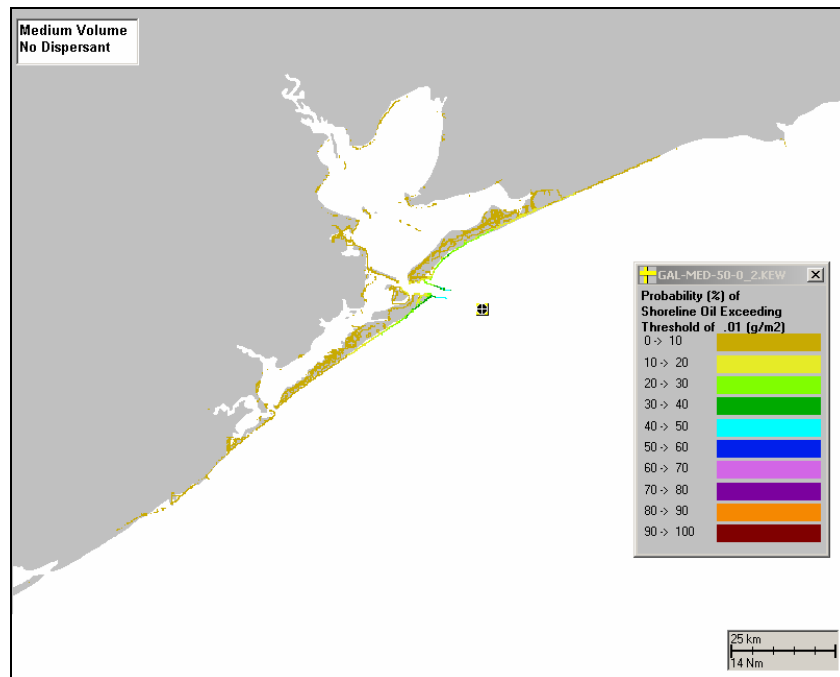 Medium Volume
No Dispersant
GAL-MED-50-0_2.KEW
Probability (%) of
Shoreline Oil Exceeding
Threshold of .01 (g/m2)
0 -> 10
10 -> 20
20 -> 30
30 -> 40
40 -> 50
50 -> 60
60 -> 70
70 -> 80
80 -> 90
90 -> 100
25 km
14 Nm